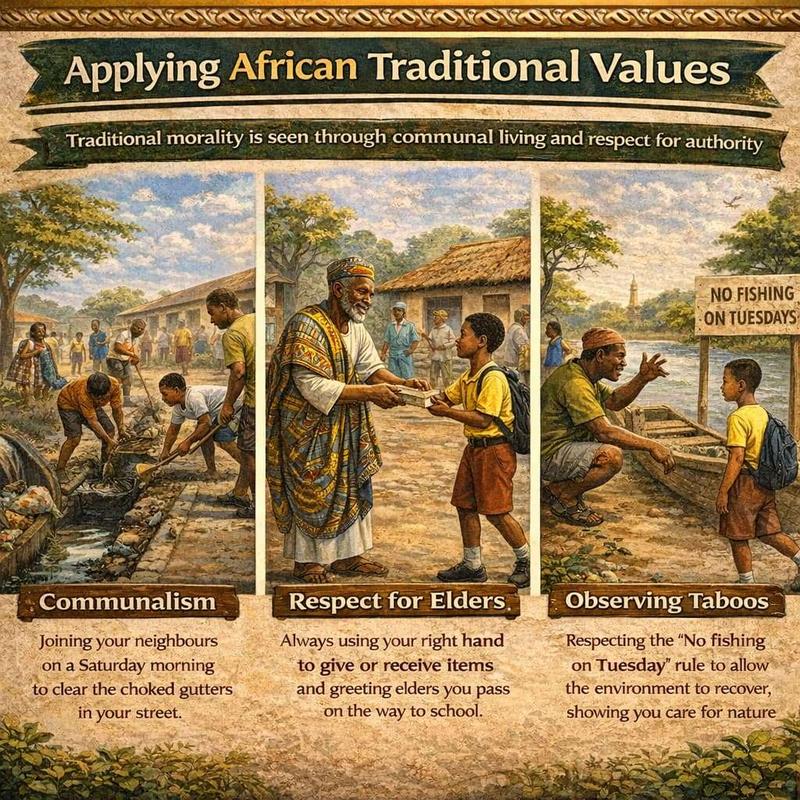 Applying African Traditional Values
Traditional morality is seen through communal living and respect for authority
NO FISHING
ON TUESDAYS
Communalism
Joining your neighbours
on a Saturday morning
to clear the choked gutters
in your street.
Respect for Elders
Always using your right hand
to give or receive items
and greeting elders you pass
on the way to school.
Observing Taboos
Respecting the “No fishing
on Tuesday” rule to allow
the environment to recover,
showing you care for nature